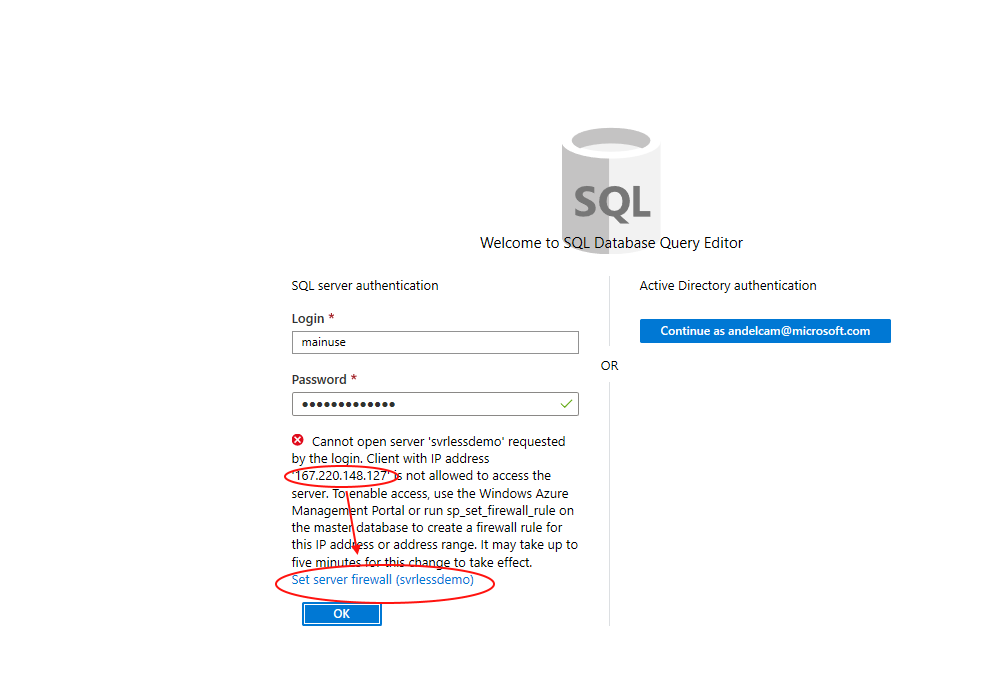 SQL
Welcome to SQL Database Query Editor
SQL server authentication
Login *
mainuse
Password *
●●●●●●●●●●●●●
Cannot open server 'svrlessdemo' requested
by the login. Client with IP address
'167.220.148.127' is not allowed to access the
server. To enable access, use the Windows Azure
Management Portal or run sp_set_firewall_rule on
the master database to create a firewall rule for
this IP address or address range. It may take up to
five minutes for this change to take effect.
Set server firewall (svrlessdemo)
OK
OR
Active Directory authentication
Continue as andelcam@microsoft.com